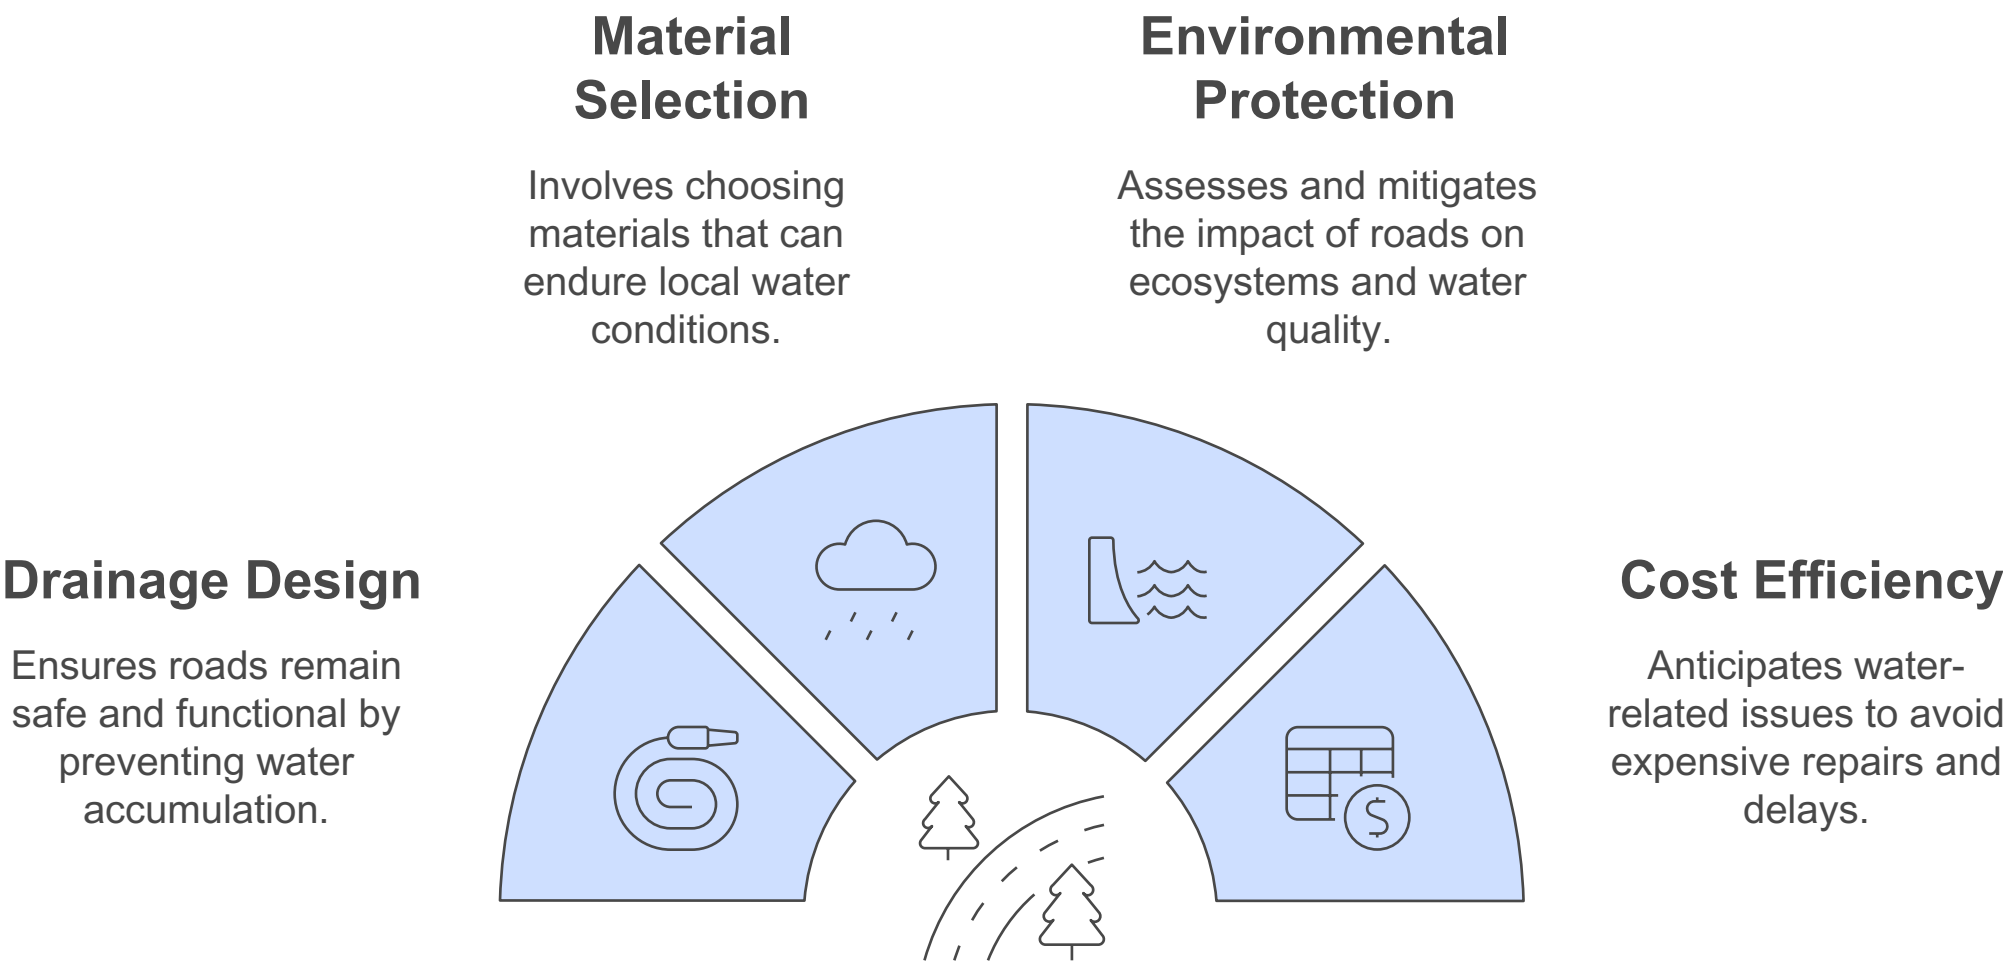 Material
Selection
Involves choosing
materials that can
endure local water
conditions.
Environmental
Protection
Assesses and mitigates
the impact of roads on
ecosystems and water
quality.
Drainage Design
Ensures roads remain
safe and functional by
preventing water
accumulation.
Cost Efficiency
Anticipates water-
related issues to avoid
expensive repairs and
delays.
$